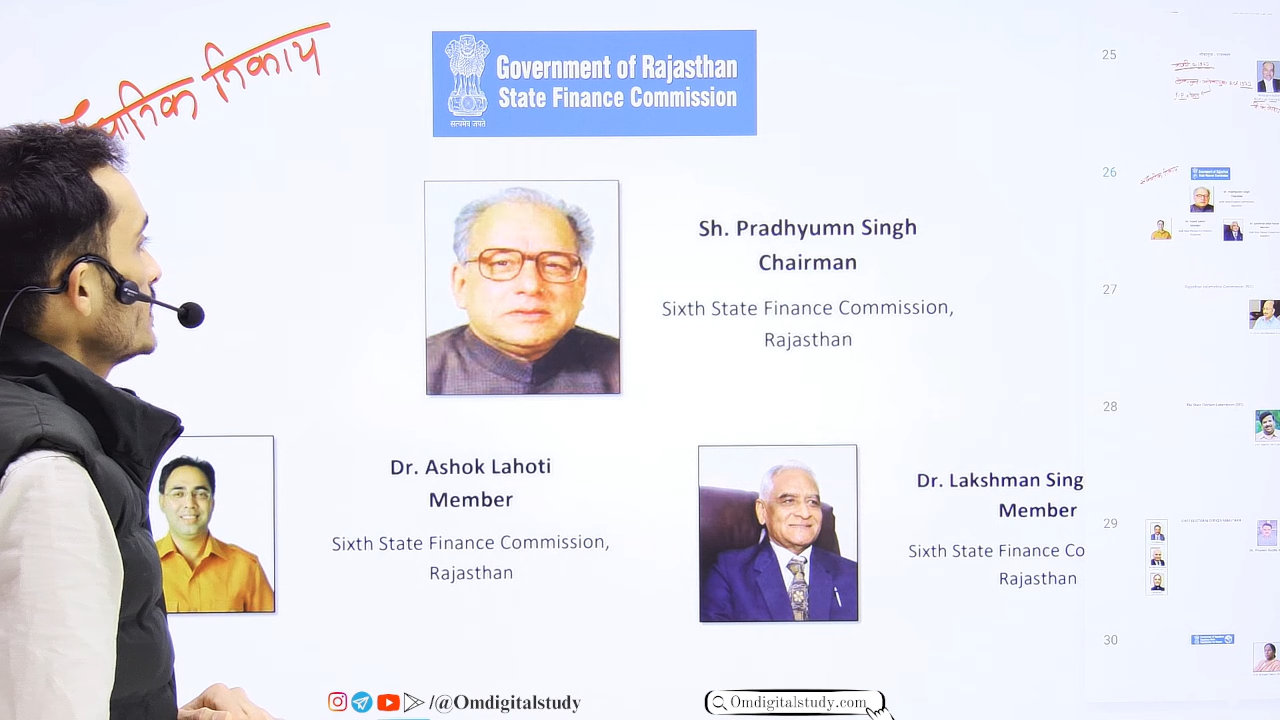 निकाय
Government of Rajasthan
State Finance Commission
सत्यमेव जयते
Sh. Pradhyumn Singh
Chairman
Sixth State Finance Commission,
Rajasthan
Dr. Ashok Lahoti
Member
Sixth State Finance Commission,
Rajasthan
Dr. Lakshman Sing
Member
Sixth State Finance Co
Rajasthan
25
26
27
28
29
30
/@Omdigitalstudy
Omdigitalstudy.com